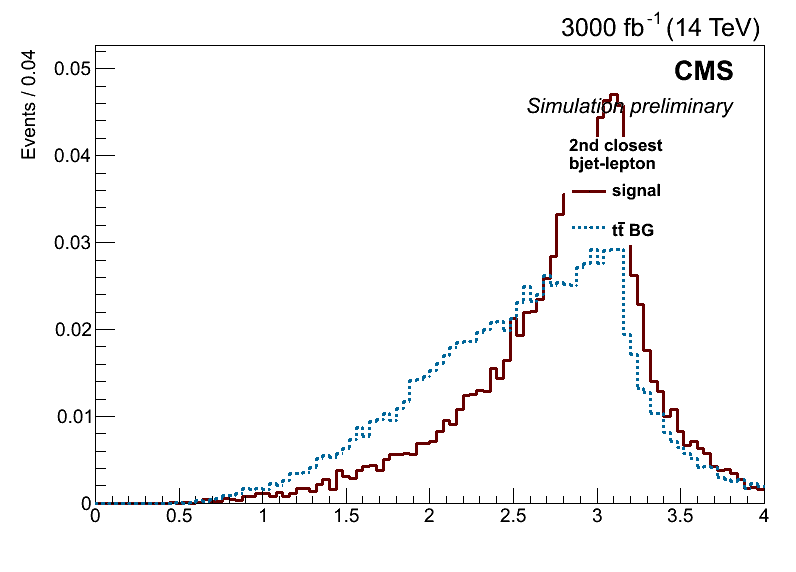 3000 fb⁻¹ (14 TeV)
Events / 0.04
CMS
Simulation preliminary
2nd closest
bjet-lepton
signal
tt̄ BG
0.05
0.04
0.03
0.02
0.01
0
0 0.5 1 1.5 2 2.5 3 3.5 4